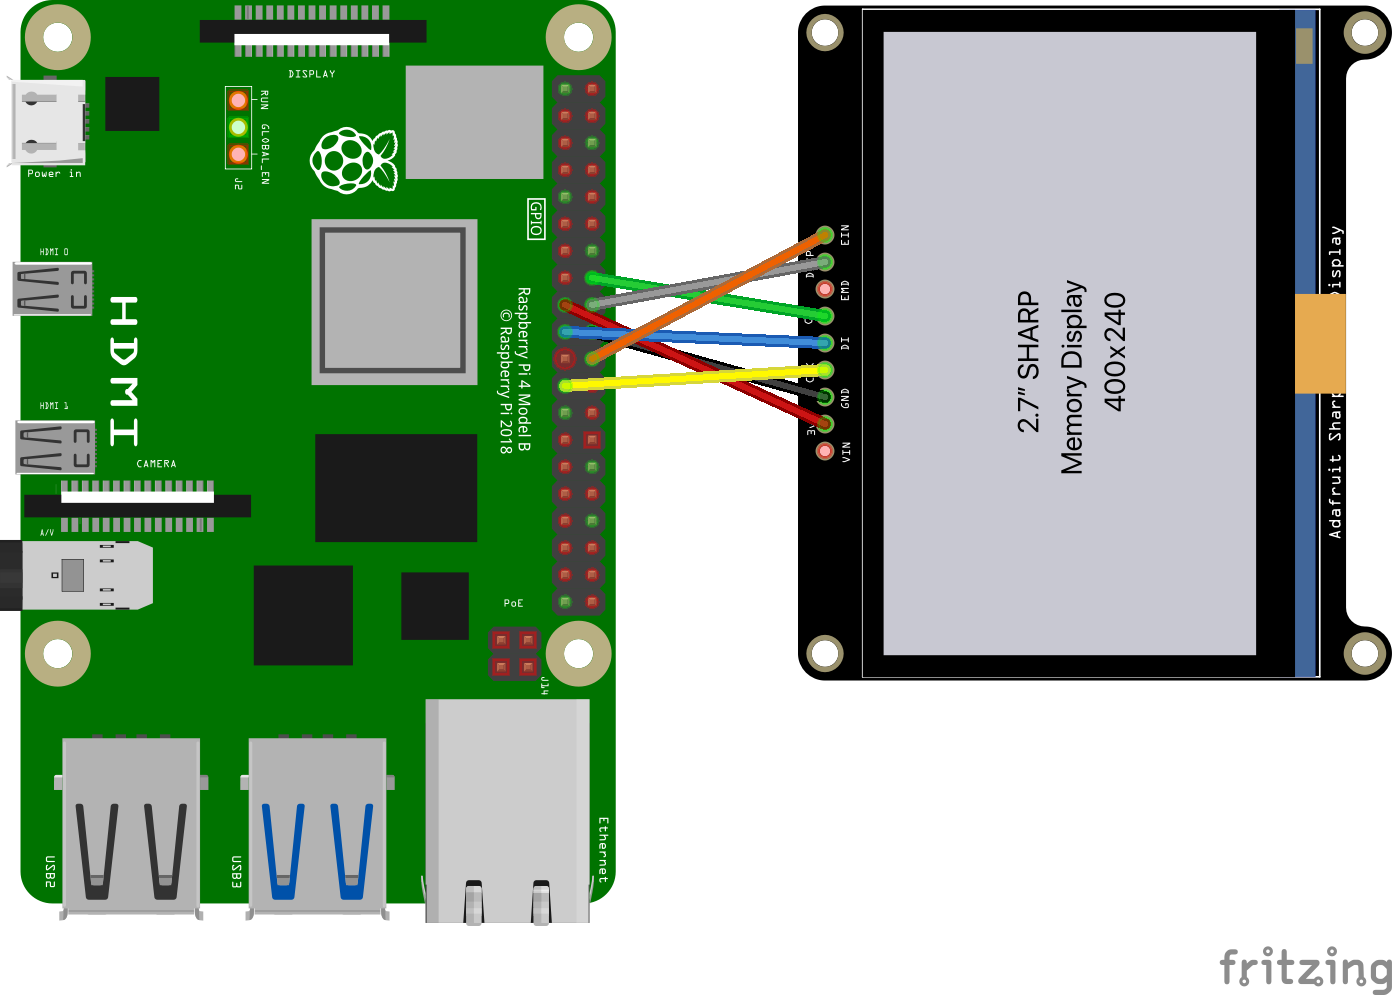 DISPLAY
RUN
GLOBAL_EN
J2
Power in
GPIO
HDMI 0
HDMI
HDMI 1
Raspberry Pi 4 Model B
© Raspberry Pi 2018
CAMERA
A/V
PoE
J14
USB2
USB3
Ethernet
EIN
EMD
DI
GND
VIN
2.7" SHARP
Memory Display
400x240
Adafruit Sharp
fritzing